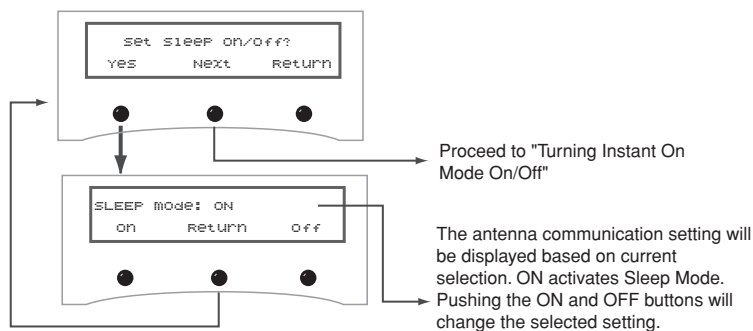 Set Sleep On/Off?
Yes Next Return
Proceed to "Turning Instant On
Mode On/Off"
SLEEP mode: ON
On Return Off
The antenna communication setting will
be displayed based on current
selection. ON activates Sleep Mode.
Pushing the ON and OFF buttons will
change the selected setting.